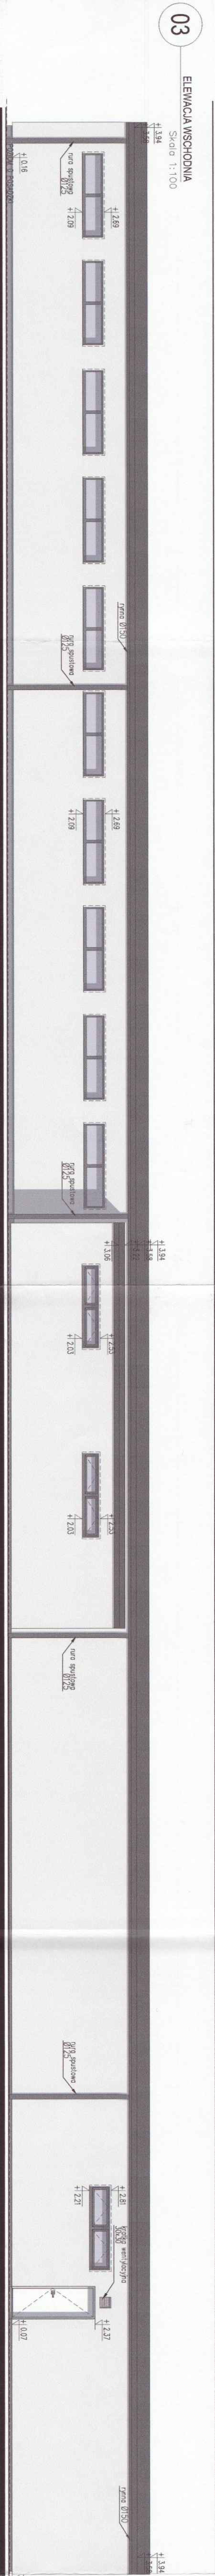 03
ELEWACJA WSCHODNIA
Skala 1:100
+3.94
+0.16
rura spustowa
Ø125
+2.69
+2.09
rynna Ø150
rura spustowa
Ø125
+2.69
+2.09
rura spustowa
Ø125
+3.94
+3.06
+2.53
+2.03
+2.53
+2.03
rura spustowa
Ø125
rura spustowa
Ø125
+2.81
+2.21
kratka wentylacyjna
+2.37
+0.07
rynna Ø150
+3.94